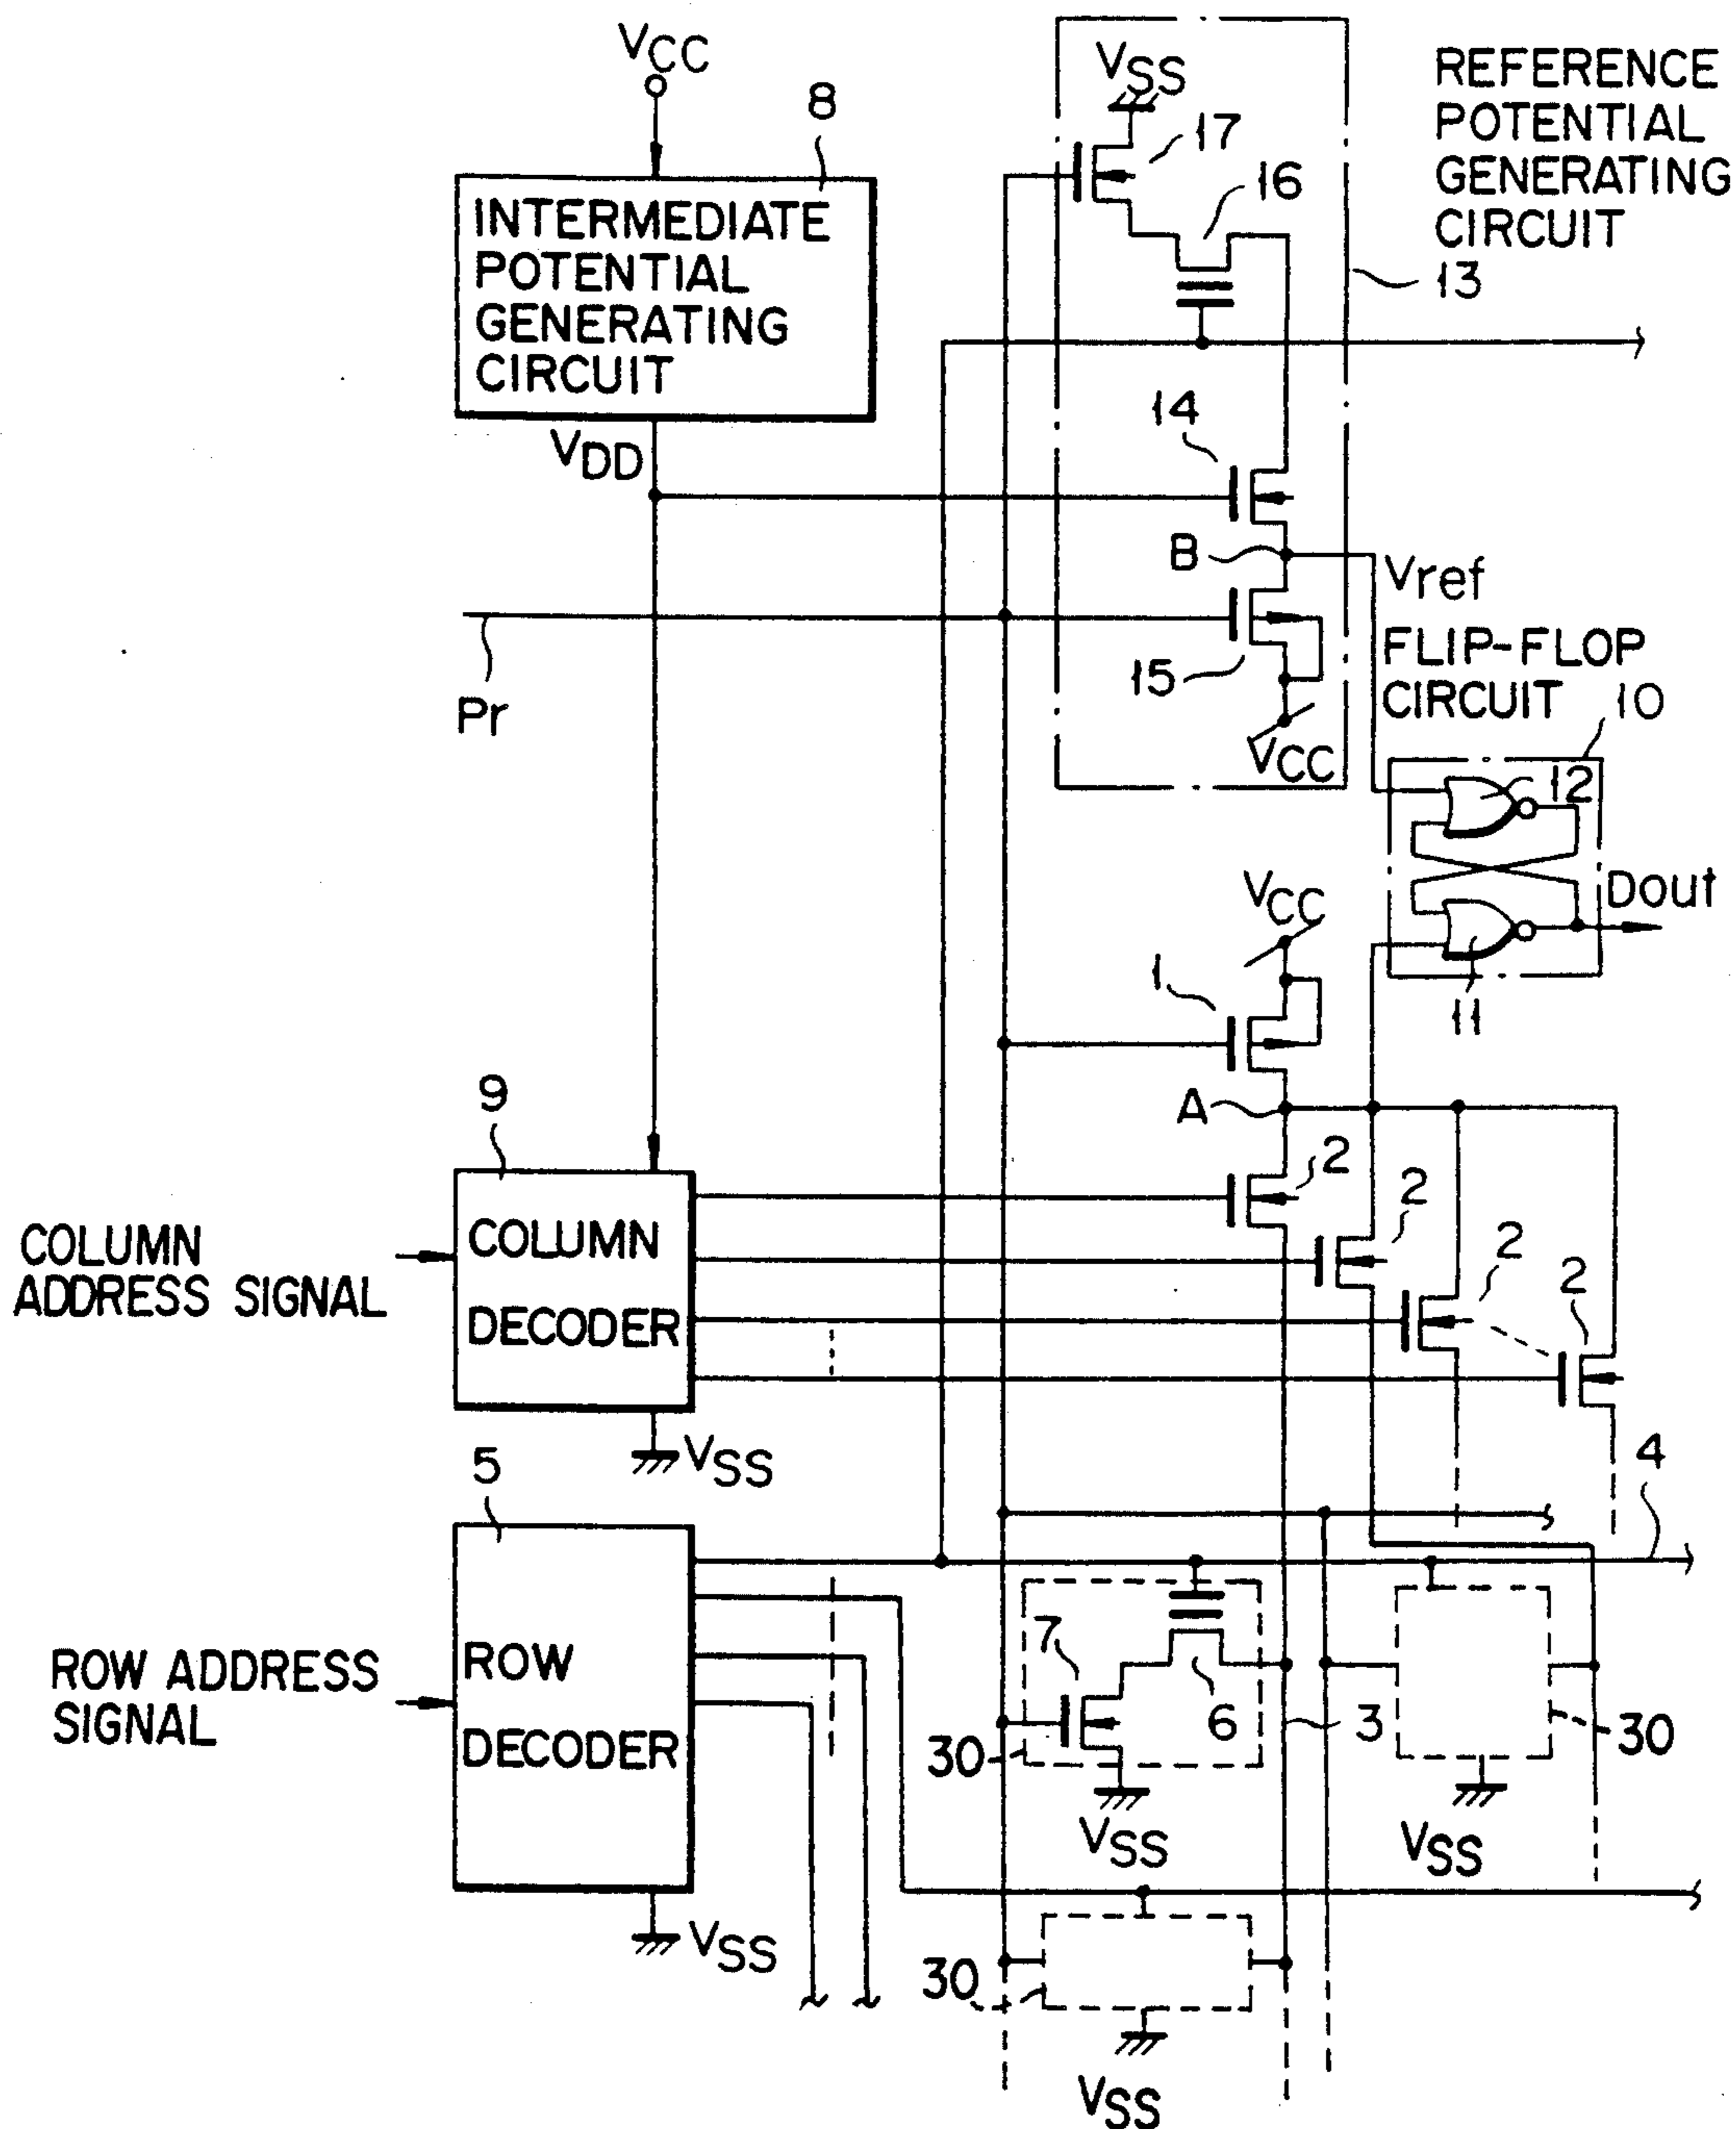 VCC
8
INTERMEDIATE
POTENTIAL
GENERATING
CIRCUIT
VDD
VSS
17
16
REFERENCE
POTENTIAL
GENERATING
CIRCUIT
13
14
B
Vref
15
VCC
Pr
FLIP-FLOP
CIRCUIT
10
12
Dout
11
VCC
1
A
2
2
2
2
9
COLUMN
DECODER
COLUMN
ADDRESS SIGNAL
VSS
4
5
ROW
DECODER
ROW ADDRESS
SIGNAL
VSS
7
6
3
30
VSS
30
VSS
30
VSS